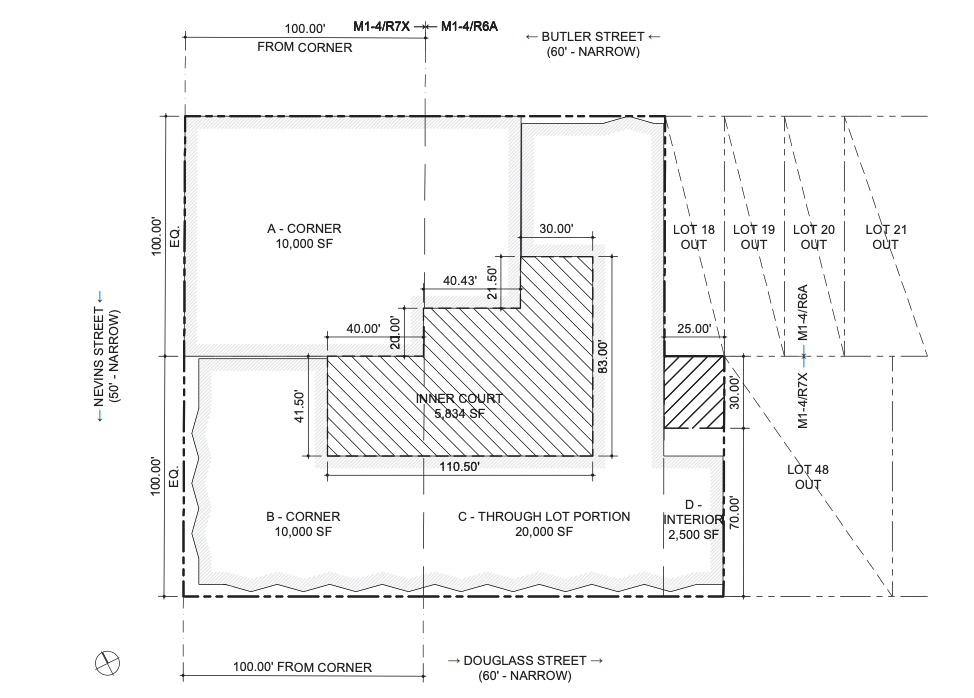 100.00'
FROM CORNER
M1-4/R7X → ← M1-4/R6A
← BUTLER STREET ←
(60' - NARROW)
100.00'
EQ.
A - CORNER
10,000 SF
30.00'
LOT 18
OUT
LOT 19
OUT
LOT 20
OUT
LOT 21
OUT
40.43'
21.50'
← NEVINS STREET ←
(50' - NARROW)
40.00'
20.00'
25.00'
M1-4/R6A
M1-4/R7X
83.00'
30.00'
41.50'
INNER COURT
5,834 SF
110.50'
LOT 48
OUT
100.00'
EQ.
B - CORNER
10,000 SF
C - THROUGH LOT PORTION
20,000 SF
D -
INTERIOR
2,500 SF
70.00'
100.00' FROM CORNER
→ DOUGLASS STREET →
(60' - NARROW)